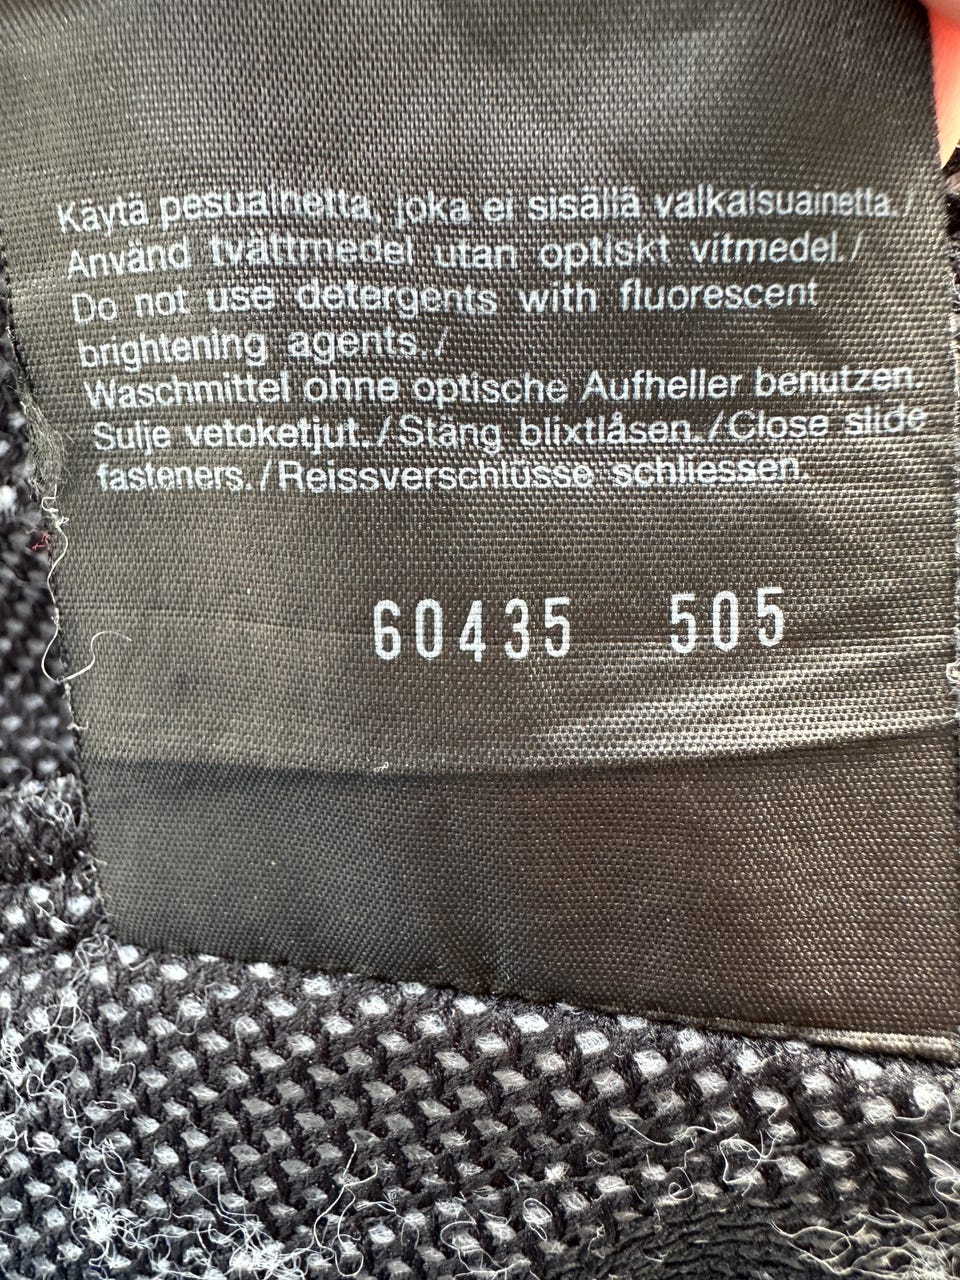 Käytä pesuainetta, joka ei sisällä valkaisuainetta./
Använd tvättmedel utan optiskt vitmedel./
Do not use detergents with fluorescent
brightening agents./
Waschmittel ohne optische Aufheller benutzen.
Sulje vetoketjut./Stäng blixtlåsen./Close slide
fasteners./Reissverschlüsse schliessen.
60435 505